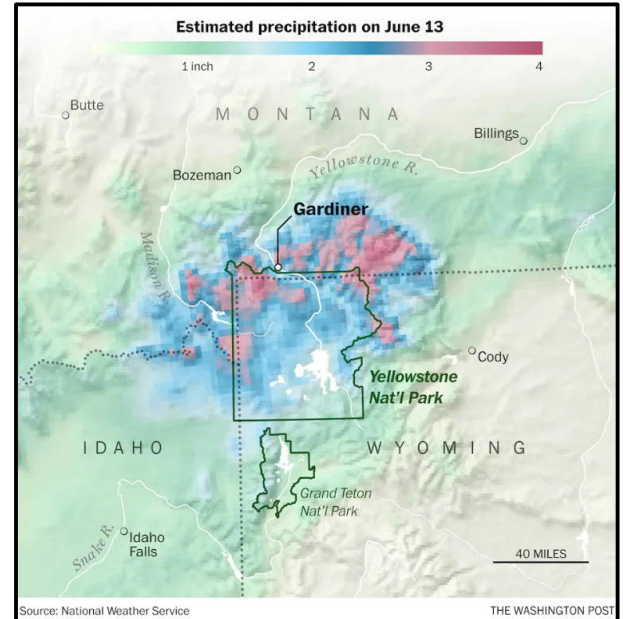 Estimated precipitation on June 13
1 inch 2 3 4
Butte
MONTANA
Billings
Yellowstone R.
Bozeman
Gardiner
Madison R.
Cody
Yellowstone
Nat'l Park
IDAHO
WYOMING
Grand Teton
Nat'l Park
Snake R.
Idaho
Falls
40 MILES
Source: National Weather Service
THE WASHINGTON POST